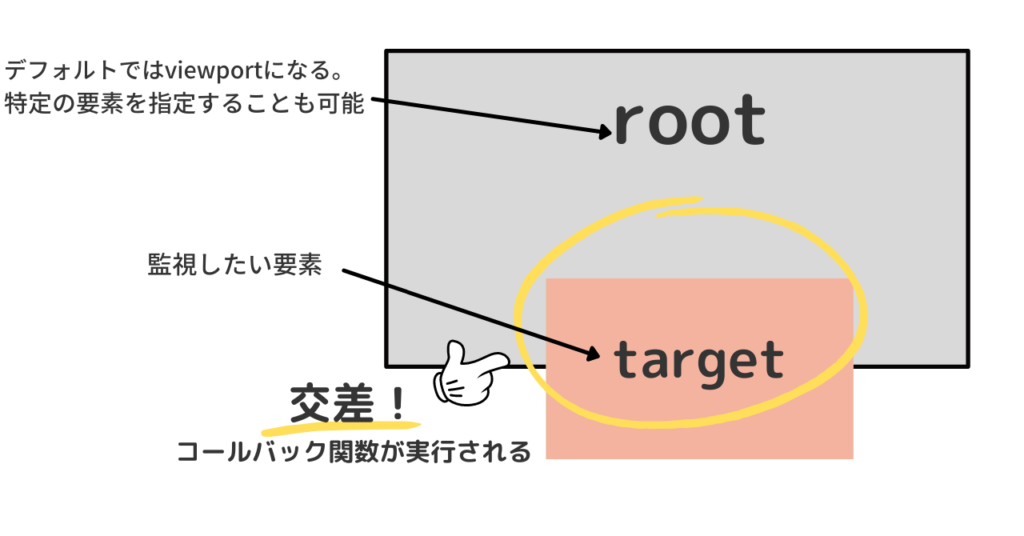 デフォルトではviewportになる。
特定の要素を指定することも可能
root
監視したい要素
target
交差！
コールバック関数が実行される